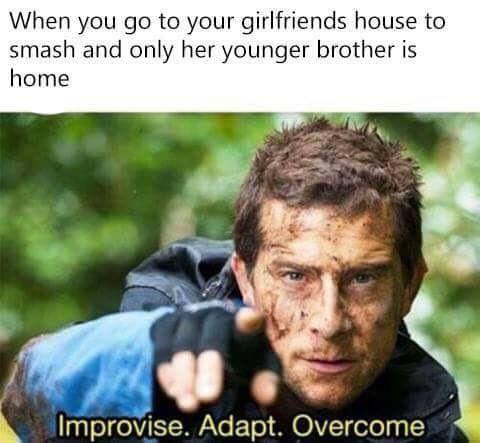 When you go to your girlfriends house to
smash and only her younger brother is
home
Improvise. Adapt. Overcome